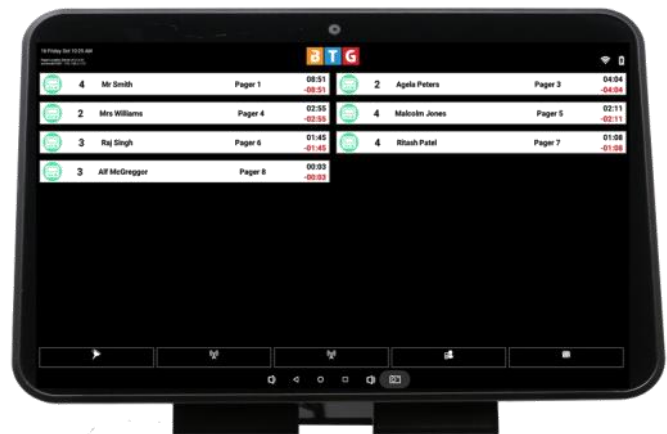 BTG
4 Mr Smith Pager 1 08:51
-08:51
2 Agela Peters Pager 3 04:04
-04:04
2 Mrs Williams Pager 4 02:55
-02:55
4 Malcolm Jones Pager 5 02:11
-02:11
3 Raj Singh Pager 6 01:45
-01:45
4 Ritash Patel Pager 7 01:08
-01:08
3 Alf McGreggor Pager 8 00:03
-00:03